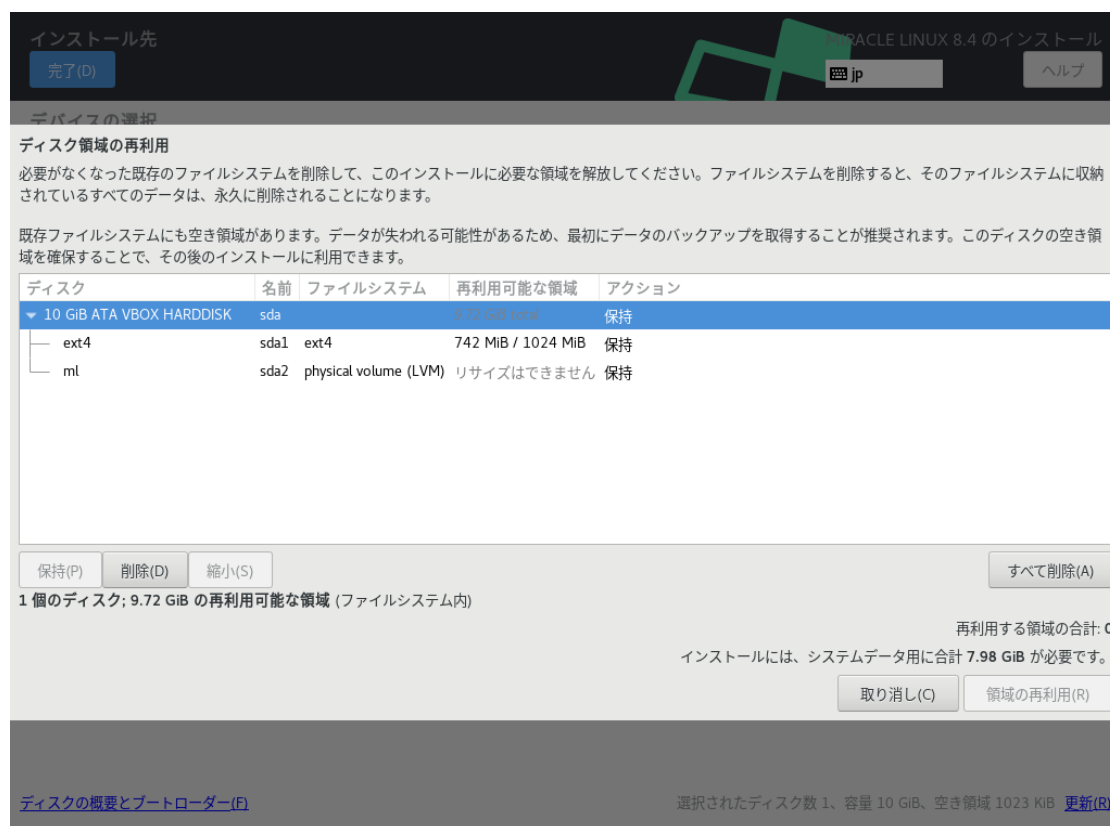 インストール先
MIRACLE LINUX 8.4 のインストール
完了(D)
jp
ヘルプ
デバイスの選択
ディスク領域の再利用
必要がなくなった既存のファイルシステムを削除して、このインストールに必要な領域を解放してください。ファイルシステムを削除すると、そのファイルシステムに収納
されているすべてのデータは、永久に削除されることになります。
既存ファイルシステムにも空き領域があります。データが失われる可能性があるため、最初にデータのバックアップを取得することが推奨されます。このディスクの空き領
域を確保することで、その後のインストールに利用できます。
ディスク 名前 ファイルシステム 再利用可能な領域 アクション
10 GiB ATA VBOX HARDDISK sda 保持
ext4 sda1 ext4 742 MiB / 1024 MiB 保持
ml sda2 physical volume (LVM) リサイズはできません 保持
保持(P) 削除(D) 縮小(S) すべて削除(A)
1 個のディスク; 9.72 GiB の再利用可能な領域 (ファイルシステム内)
再利用する領域の合計: 0
インストールには、システムデータ用に合計 7.98 GiB が必要です。
取り消し(C) 領域の再利用(R)
ディスクの概要とブートローダー(F) 選択されたディスク数 1、容量 10 GiB、空き領域 1023 KiB 更新(R)